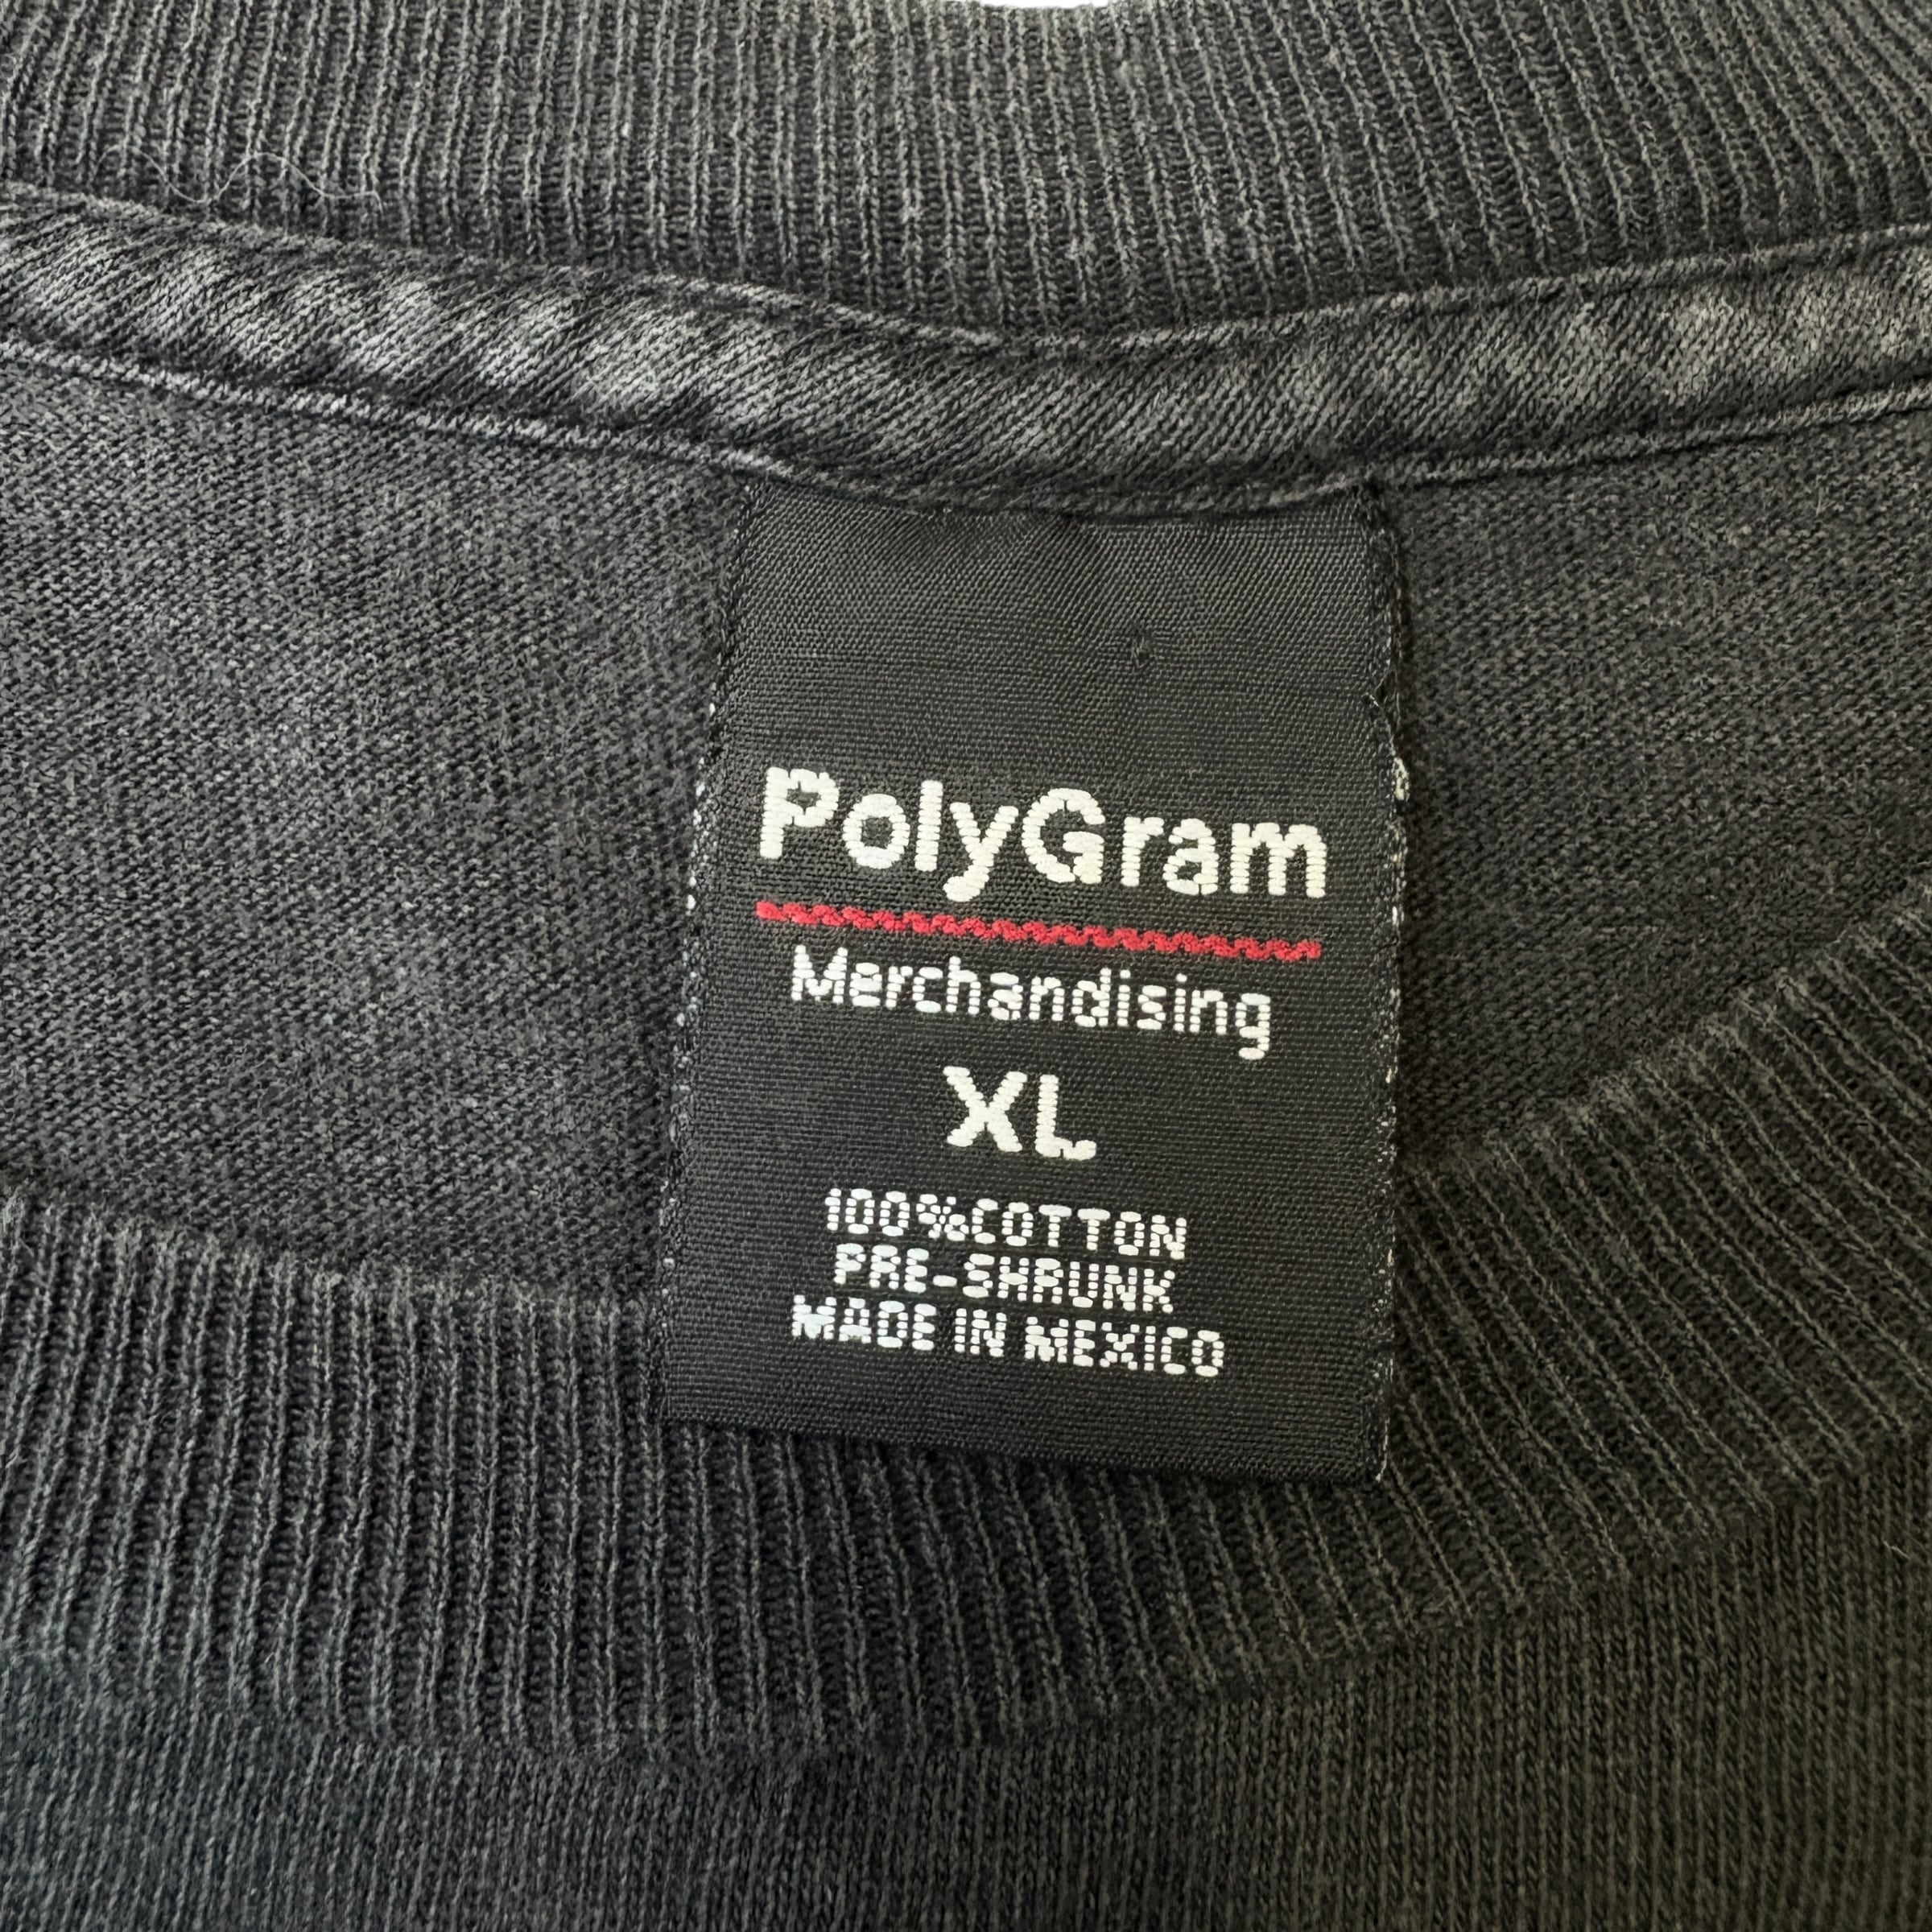 PolyGram
Merchandising
XL
100%COTTON
PRE-SHRUNK
MADE IN MEXICO